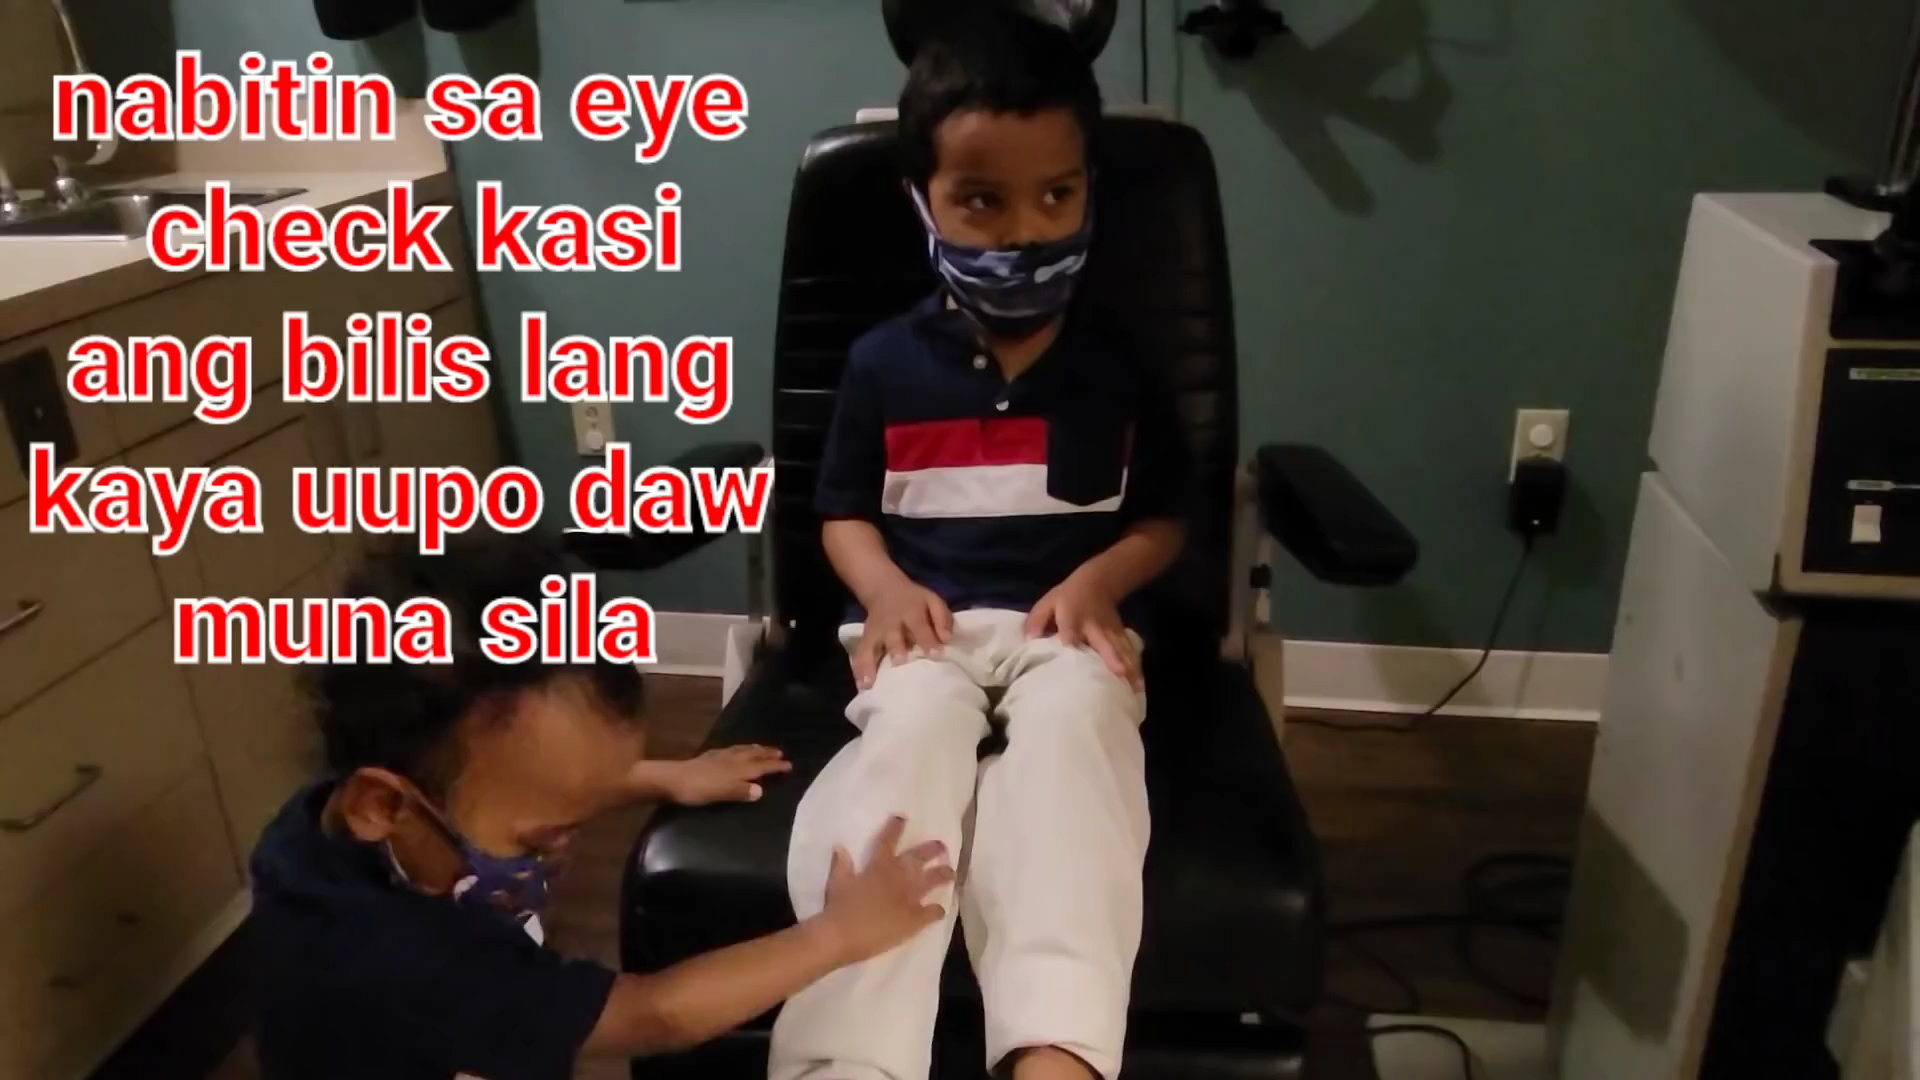 nabitin sa eye
check kasi
ang bilis lang
kaya uupo daw
muna sila